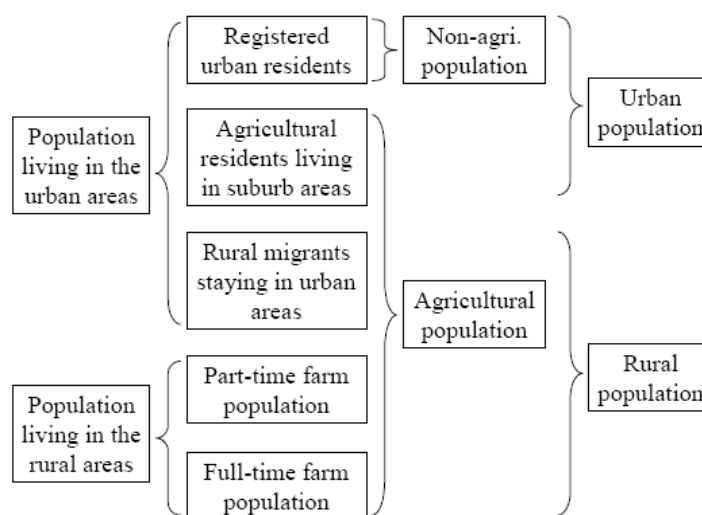 Registered
urban residents
Non-agri.
population
Urban
population
Population
living in the
urban areas
Agricultural
residents living
in suburb areas
Rural migrants
staying in urban
areas
Agricultural
population
Rural
population
Population
living in the
rural areas
Part-time farm
population
Full-time farm
population